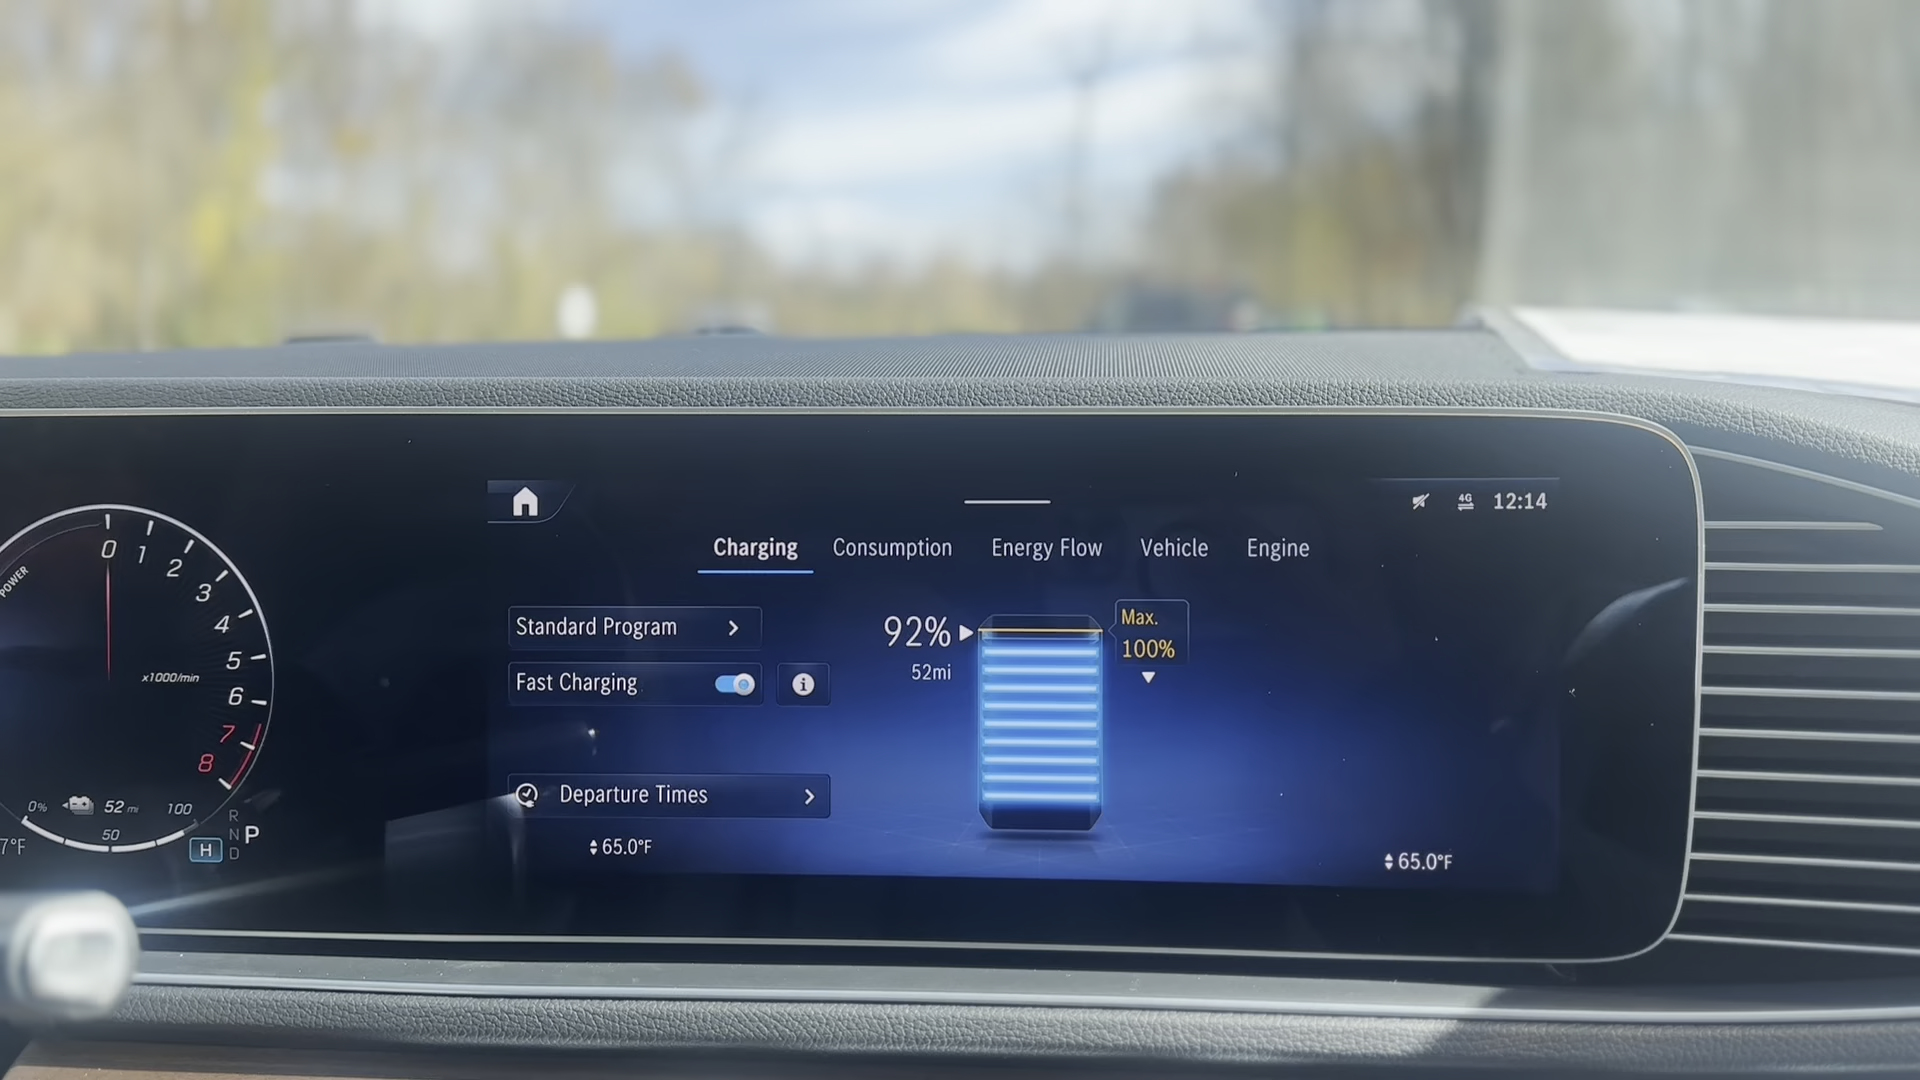 4G 12:14
Charging Consumption Energy Flow Vehicle Engine
Standard Program
Fast Charging
Departure Times
65.0°F
92%
52mi
Max.
100%
65.0°F
POWER
0 1 2 3 4 5 6 7 8
x1000/min
0% 52 mi 100
50
7°F
H
R
N P
D